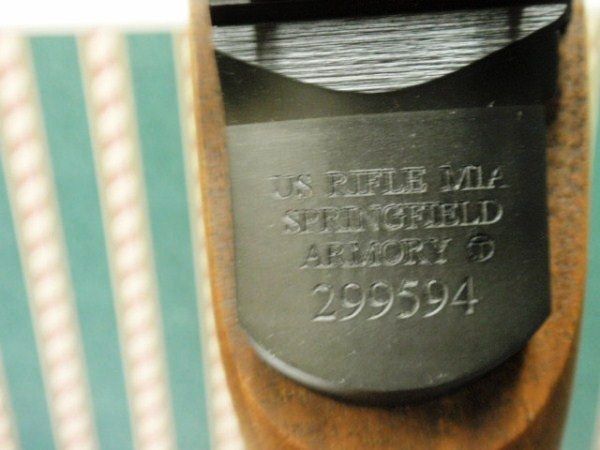 US RIFLE M1A
SPRINGFIELD
ARMORY ®
299594